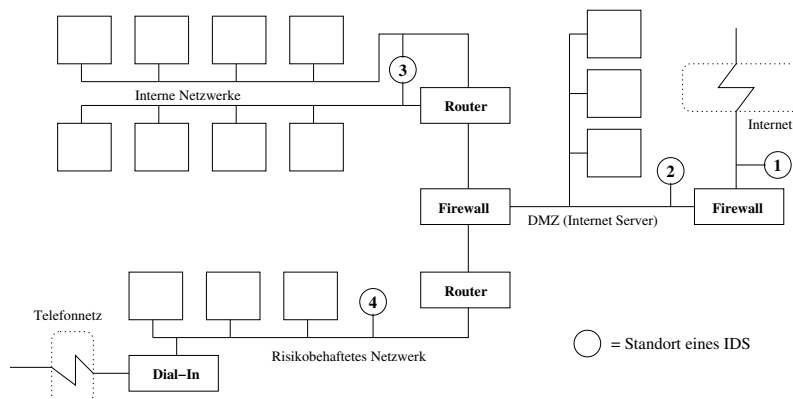 3
Interne Netzwerke
Router
Internet
1
2
Firewall
DMZ (Internet Server)
Firewall
Router
4
Telefonnetz
Risikobehaftetes Netzwerk
Dial-In
= Standort eines IDS